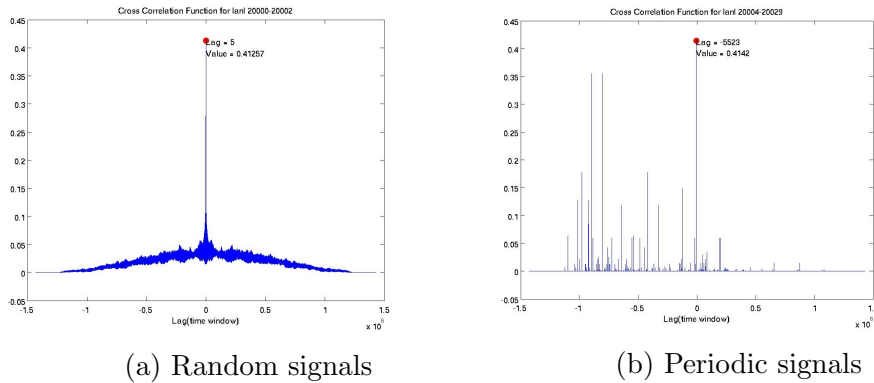 Cross Correlation Function for lanl 20000-20002
0.45
0.4
0.35
0.3
0.25
0.2
0.15
0.1
0.05
0
-0.05
Lag = 5
Value = 0.41257
-1.5 -1 -0.5 0 0.5 1 1.5
Lag(time window)
x 10^6
(a) Random signals
Cross Correlation Function for lanl 20004-20029
0.45
0.4
0.35
0.3
0.25
0.2
0.15
0.1
0.05
0
-0.05
Lag = -5523
Value = 0.4142
-1.5 -1 -0.5 0 0.5 1 1.5
Lag(time window)
x 10^6
(b) Periodic signals